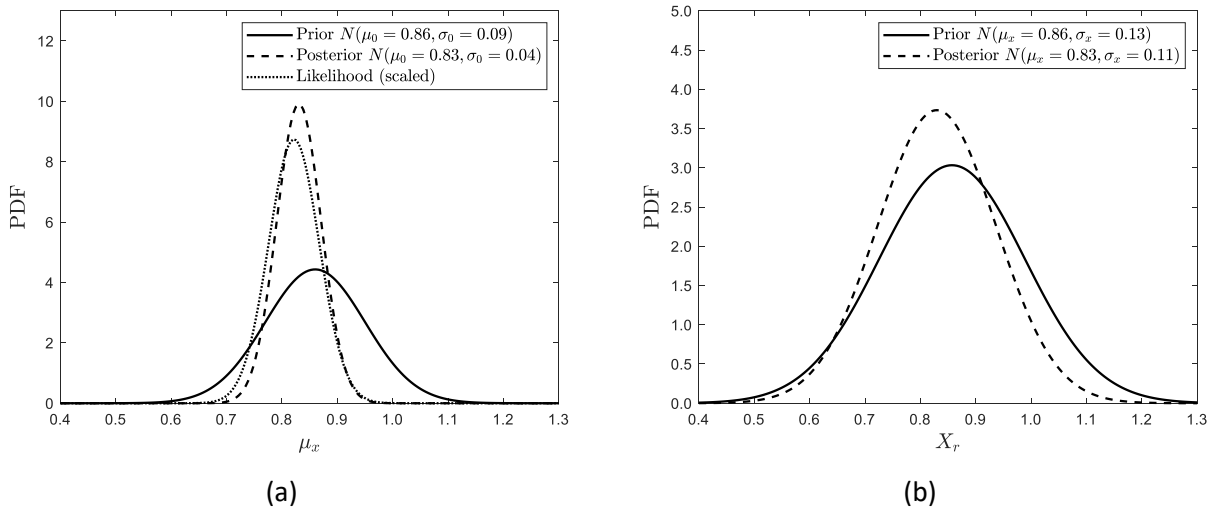 Prior N(μ₀ = 0.86, σ₀ = 0.09)
Posterior N(μ₀ = 0.83, σ₀ = 0.04)
Likelihood (scaled)
12
10
8
6
4
2
0
PDF
0.4 0.5 0.6 0.7 0.8 0.9 1.0 1.1 1.2 1.3
μₓ
(a)
Prior N(μₓ = 0.86, σₓ = 0.13)
Posterior N(μₓ = 0.83, σₓ = 0.11)
5.0
4.5
4.0
3.5
3.0
2.5
2.0
1.5
1.0
0.5
0.0
PDF
0.4 0.5 0.6 0.7 0.8 0.9 1.0 1.1 1.2 1.3
Xᵣ
(b)